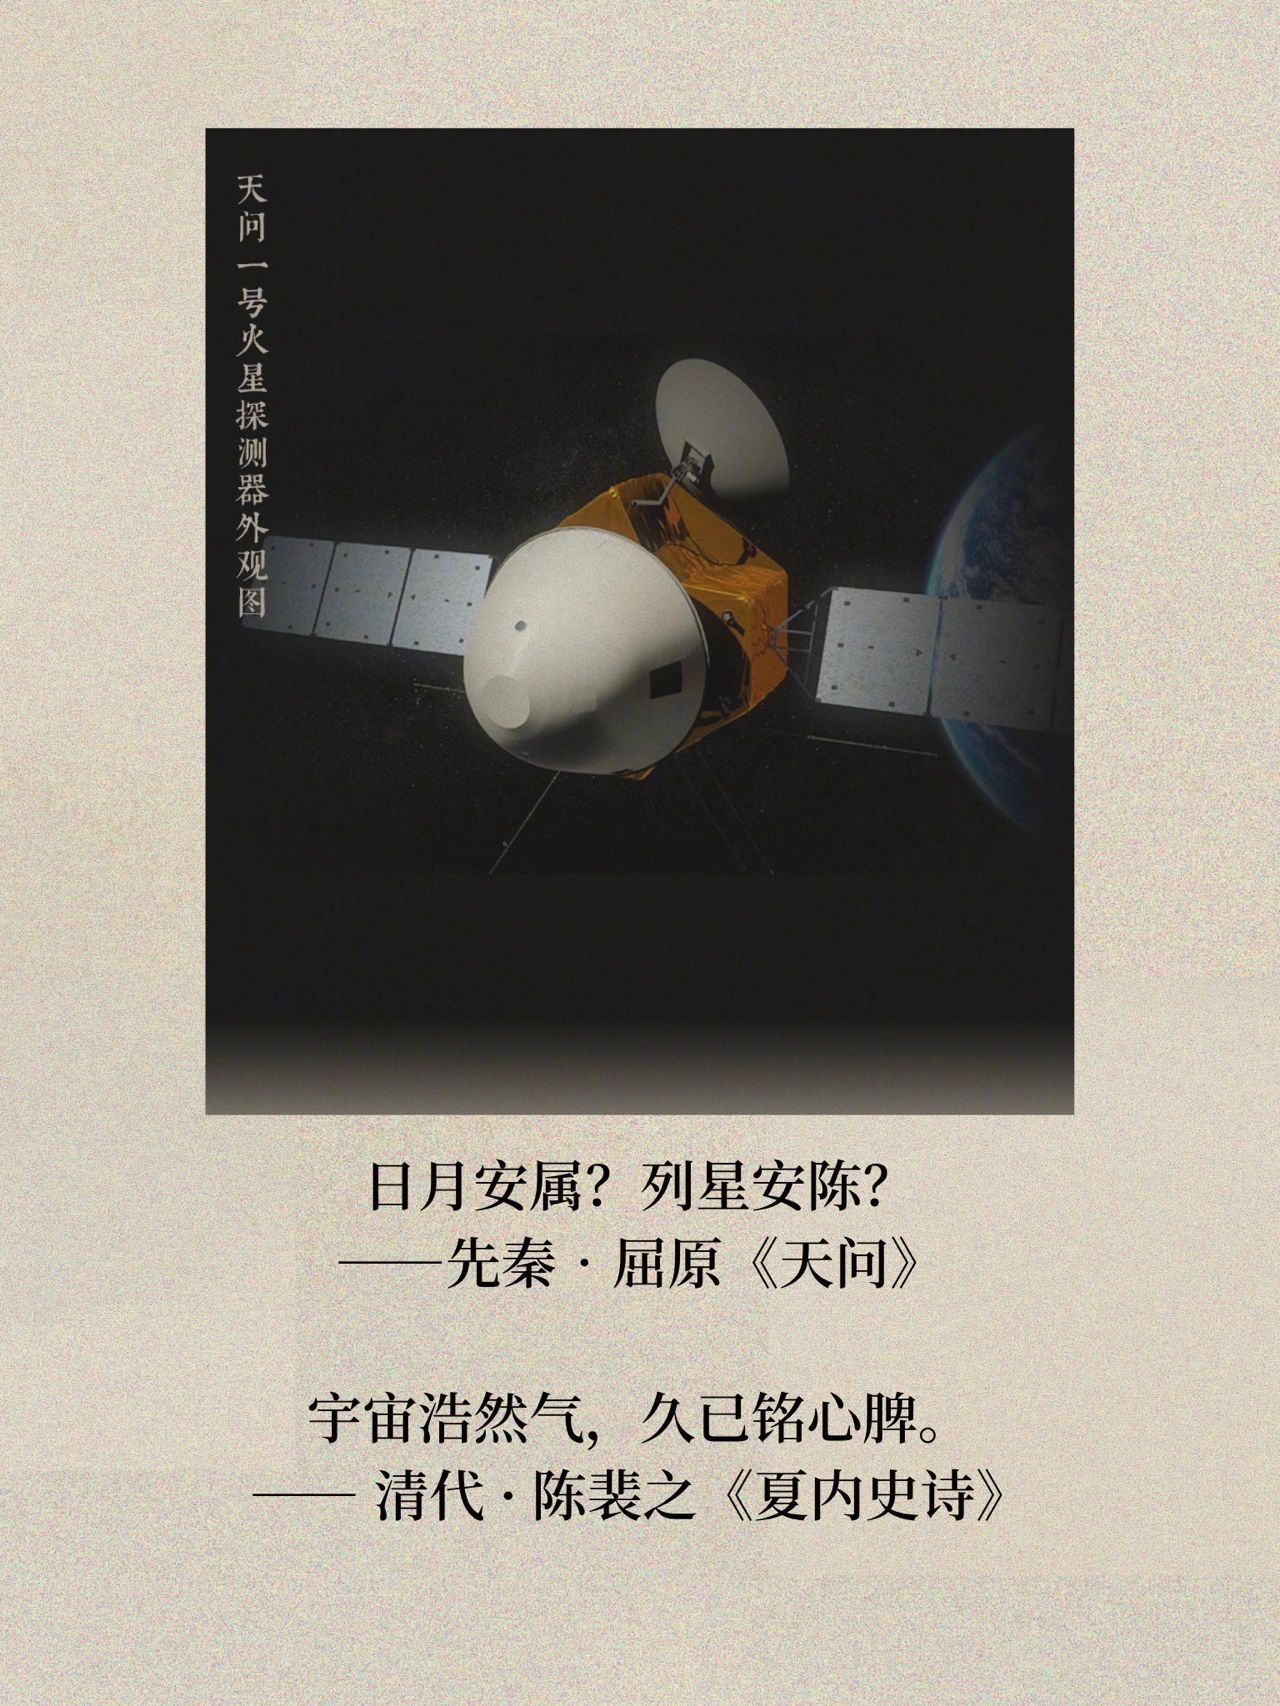 天问一号火星探测器外观图
日月安属？列星安陈？
——先秦·屈原《天问》
宇宙浩然气，久已铭心脾。
—— 清代·陈裴之《夏内史诗》